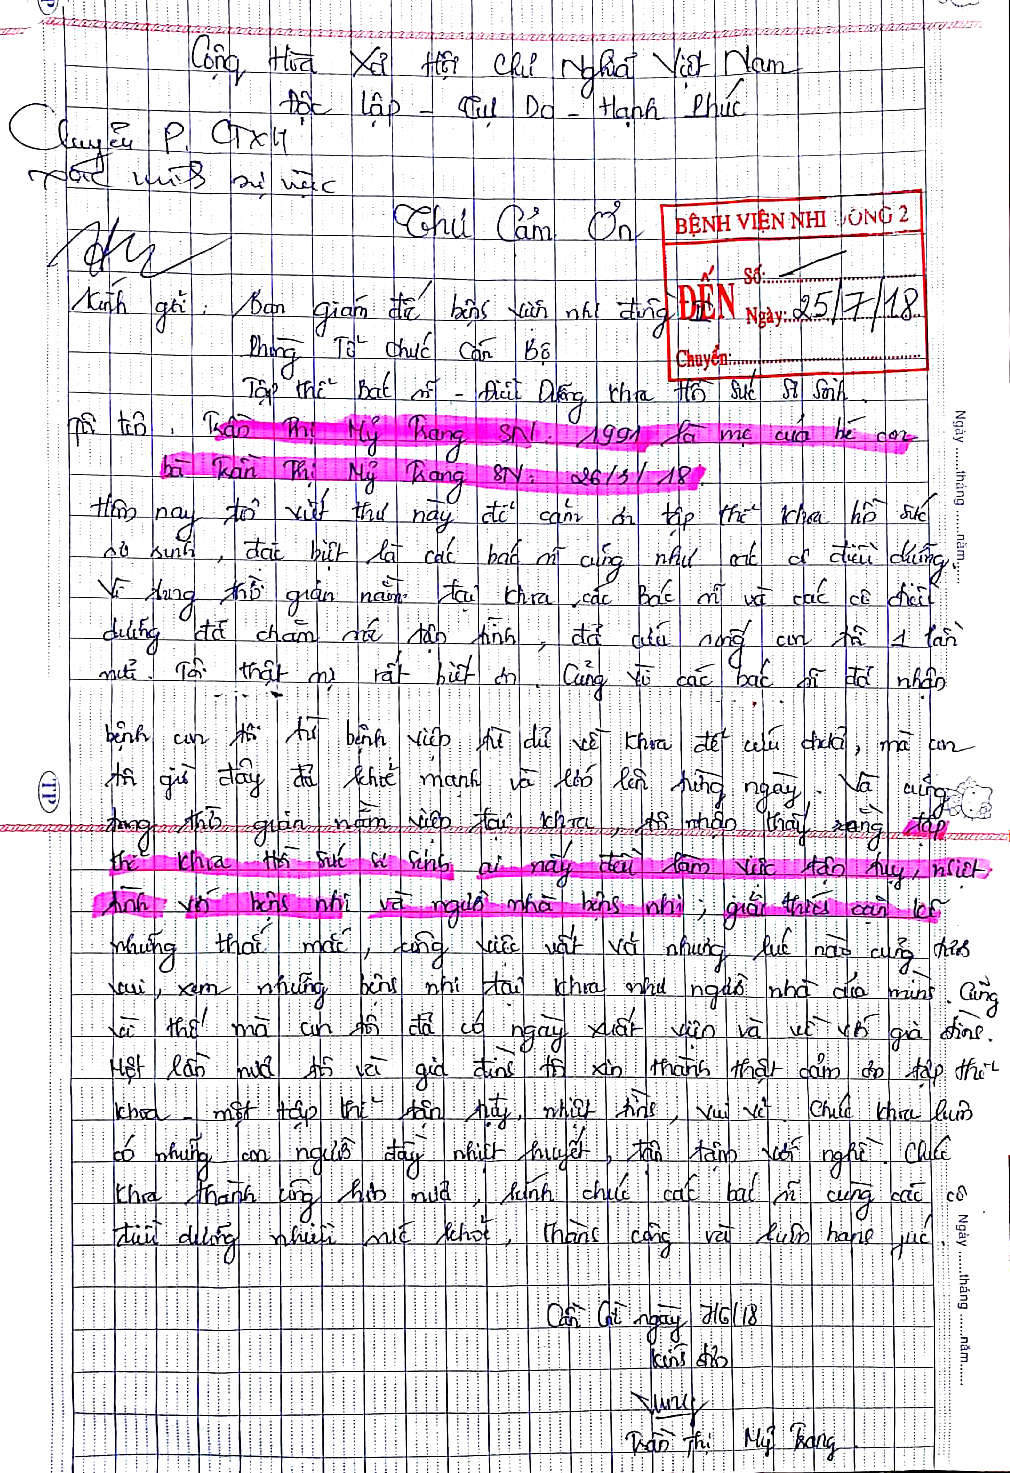 Cộng Hòa Xã Hội Chủ Nghĩa Việt Nam
Độc Lập - Tự Do - Hạnh Phúc
Chuyển P. CTXH
xác minh sự việc
Thư Cảm Ơn
BỆNH VIỆN NHI ĐỒNG 2
ĐẾN
Số:
Ngày: 25/7/18
Chuyển:
Kính gửi: Ban giám đốc bệnh viện nhi đồng 2
Phòng Tổ chức Cán Bộ
Tập thể Bác sĩ - Điều Dưỡng khoa Hồi Sức Sơ Sinh.
Tôi tên: Trần Thị Mỹ Trang SN: 1991 là mẹ của bé con
bà Trần Thị Mỹ Trang SN: 26/3/18.
Hôm nay tôi viết thư này để cảm ơn tập thể khoa hồi sức
sơ sinh, đặc biệt là các bác sĩ cũng như các cô điều dưỡng.
Vì trong thời gian nằm tại khoa các Bác sĩ và các cô điều
dưỡng đã chăm sóc tận tình, đã cứu sống con tôi 1 lần
nữa. Tôi thật sự rất biết ơn. Cũng vì các bác sĩ đã nhận
bệnh con tôi từ bệnh viện từ dũ về khoa để cứu chữa, mà con
tôi giờ đây đã khoẻ mạnh và lớn lên từng ngày. Và cũng
trong thời gian nằm viện tại khoa, tôi nhận thấy rằng tập
thể khoa Hồi sức sơ sinh ai nấy đều làm việc tận tụy, nhiệt
tình với bệnh nhi và người nhà bệnh nhi; giải thích cặn kẽ
những thắc mắc, công việc vất vả nhưng lúc nào cũng
vui, xem những bệnh nhi tại khoa như người nhà của mình. Cũng
vì thế mà con tôi đã có ngày xuất viện và về với gia đình.
Một lần nữa tôi và gia đình tôi xin thành thật cảm ơn tập thể
khoa - một tập thể tận tụy, nhiệt tình, vui vẻ. Chúc khoa luôn
có những con người đầy nhiệt huyết, tận tâm với nghề. Chúc
khoa thành công hơn nữa, kính chúc các bác sĩ cùng các cô
điều dưỡng nhiều sức khoẻ, thành công và luôn hạnh phúc.
Ngày......tháng......năm......
TP
Ngày......tháng......năm......
ngày 7/6/18
Kính đơn
Trang
Trần Thị Mỹ Trang